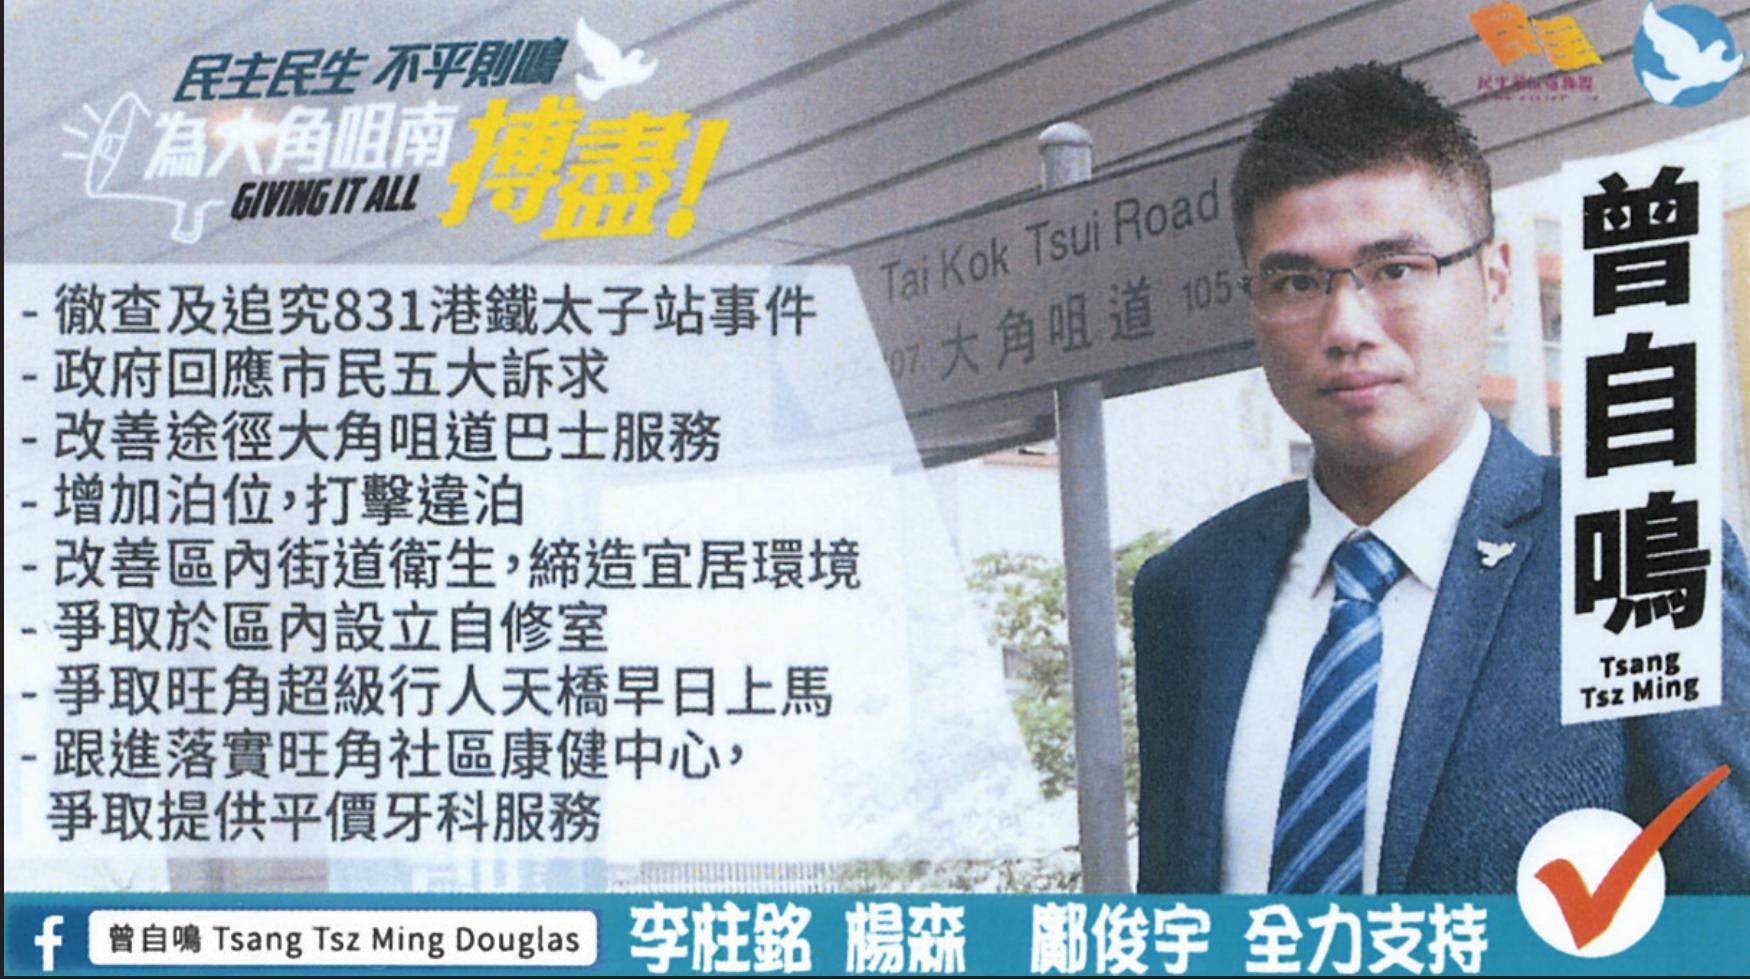 民主民生 不平則鳴
為大角咀南搏盡!
GIVING IT ALL
民主
- 徹查及追究831港鐵太子站事件
- 政府回應市民五大訴求
- 改善途徑大角咀道巴士服務
- 增加泊位,打擊違泊
- 改善區內街道衛生,締造宜居環境
- 爭取於區內設立自修室
- 爭取旺角超級行人天橋早日上馬
- 跟進落實旺角社區康健中心,
爭取提供平價牙科服務
Tai Kok Tsui Road
大角咀道 105
曾自鳴
Tsang
Tsz Ming
f 曾自鳴 Tsang Tsz Ming Douglas
李柱銘 楊森 鄺俊宇 全力支持